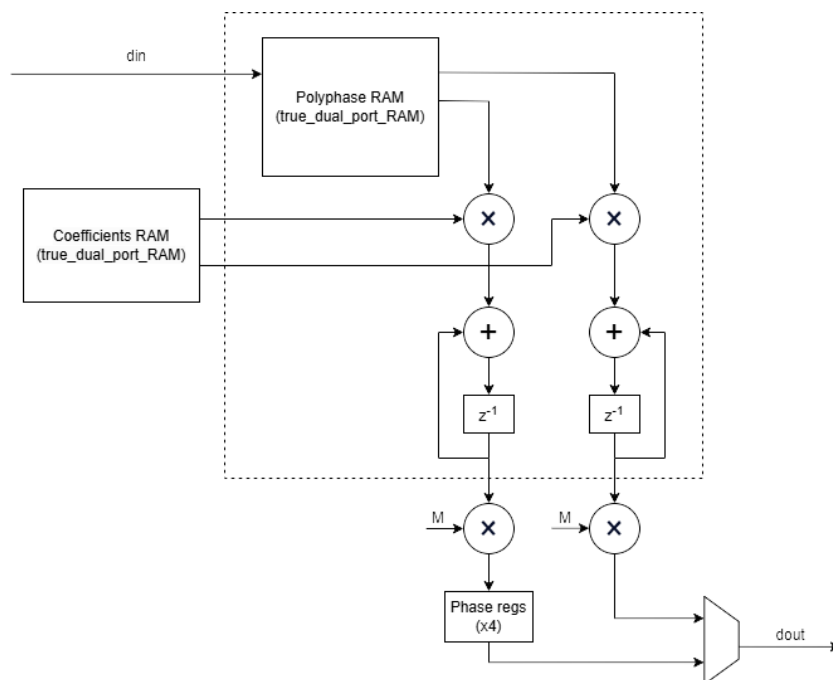 din
Polyphase RAM
(true_dual_port_RAM)
Coefficients RAM
(true_dual_port_RAM)
×
×
+
+
z⁻¹
z⁻¹
M
×
M
×
Phase regs
(x4)
dout